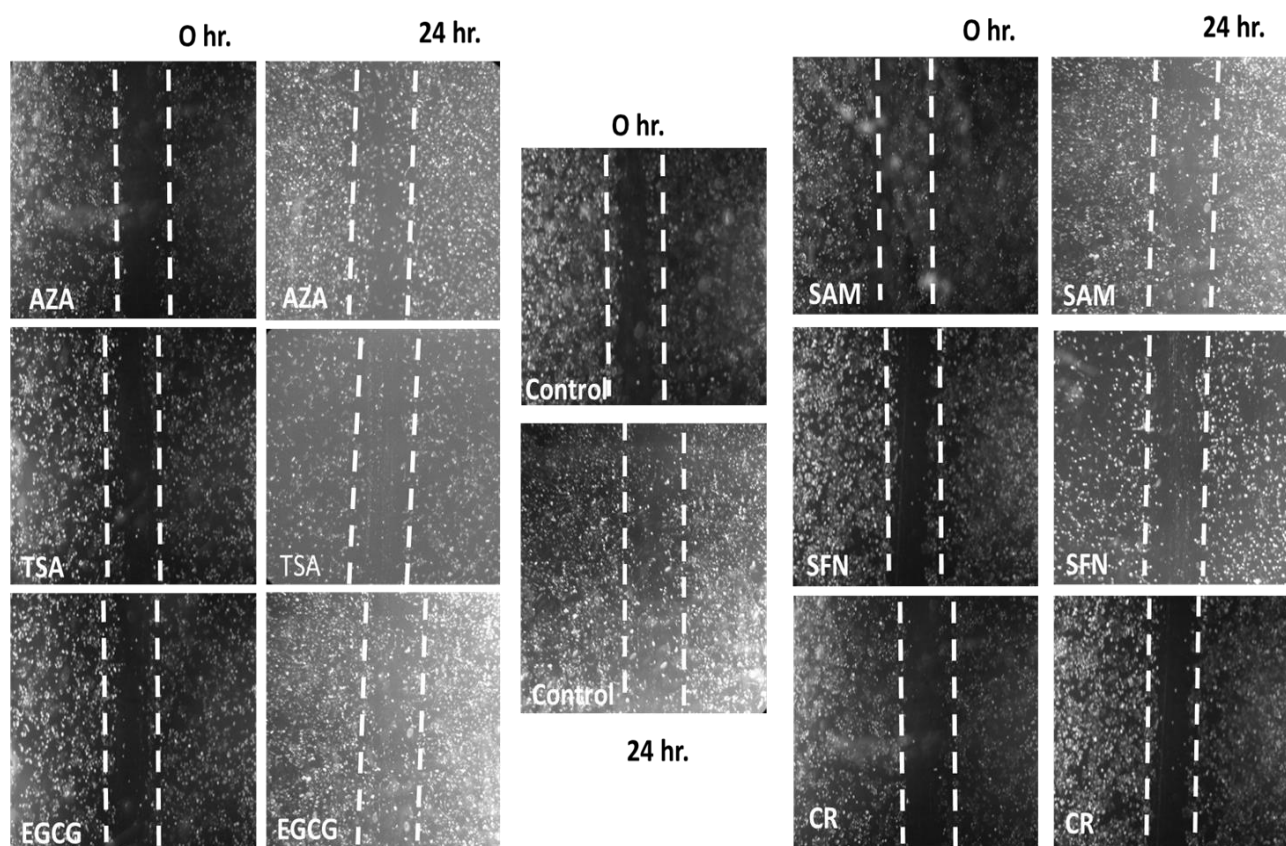 O hr.
24 hr.
AZA
AZA
TSA
TSA
EGCG
EGCG
O hr.
Control
Control
24 hr.
O hr.
24 hr.
SAM
SAM
SFN
SFN
CR
CR